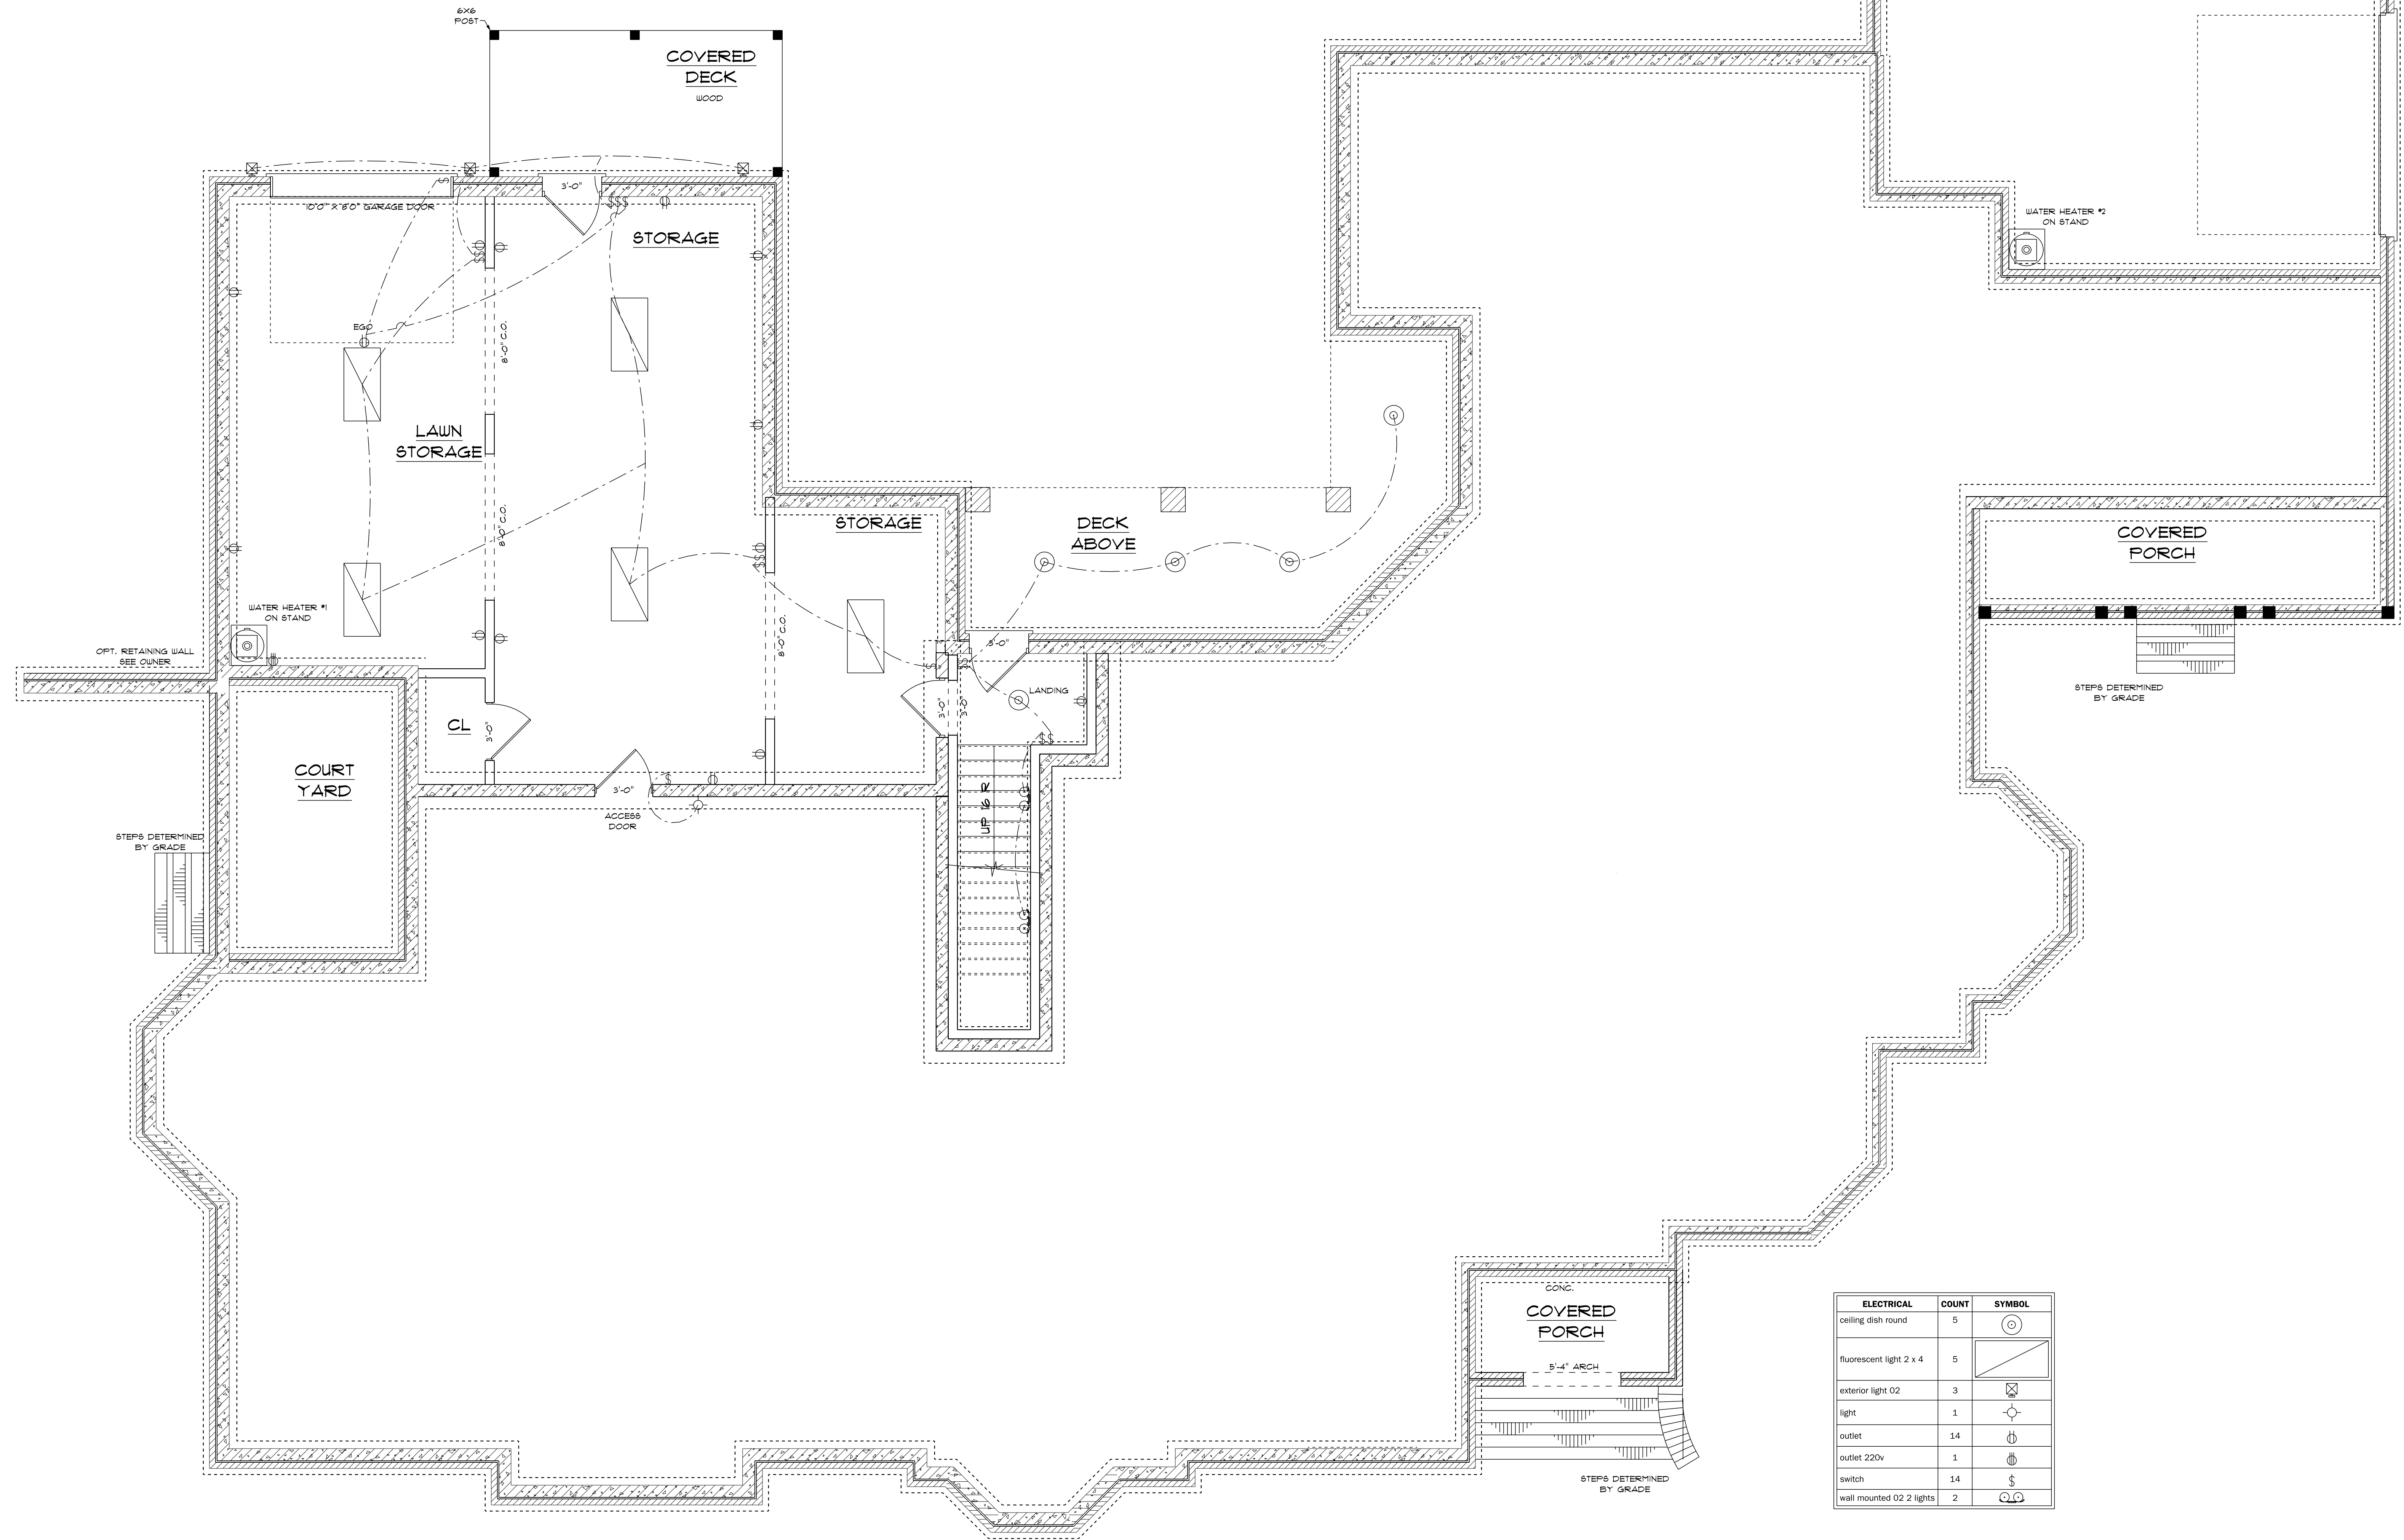 6X6
POST
COVERED
DECK
WOOD
3'-0"
10'0" X 8'0" GARAGE DOOR
STORAGE
WATER HEATER #2
ON STAND
EGO
8'-0" C.O.
LAWN
STORAGE
8'-0" C.O.
STORAGE
DECK
ABOVE
COVERED
PORCH
WATER HEATER #1
ON STAND
8'-0" C.O.
OPT. RETAINING WALL
SEE OWNER
3'-0"
LANDING
STEPS DETERMINED
BY GRADE
3'-0"
3'-0"
CL
3'-0"
COURT
YARD
3'-0"
UP 16 R
ACCESS
DOOR
STEPS DETERMINED
BY GRADE
CONC.
COVERED
PORCH
5'-4" ARCH
STEPS DETERMINED
BY GRADE
ELECTRICAL COUNT SYMBOL
ceiling dish round 5
fluorescent light 2 x 4 5
exterior light 02 3
light 1
outlet 14
outlet 220v 1
switch 14
wall mounted 02 2 lights 2